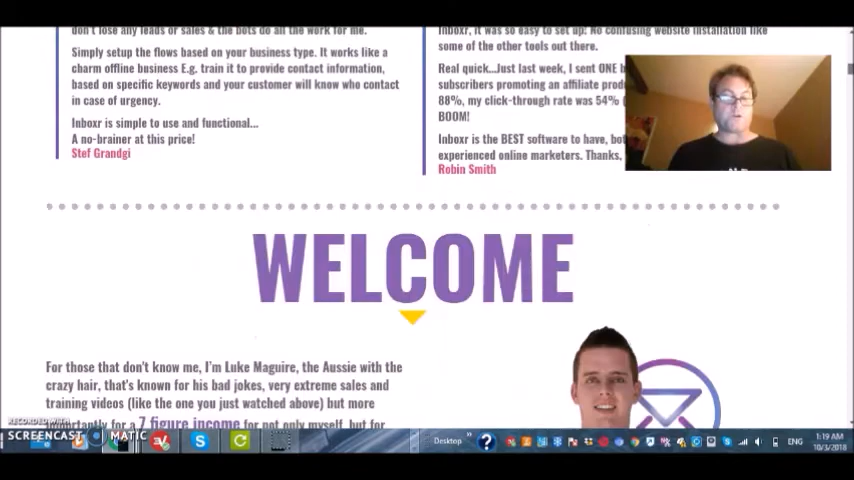 don't lose any leads or sales & the bots do all the work for me.
Simply setup the flows based on your business type. It works like a
charm offline business E.g. train it to provide contact information,
based on specific keywords and your customer will know who contact
in case of urgency.
Inboxr is simple to use and functional...
A no-brainer at this price!
Stef Grandgi
Inboxr, it was so easy to set up! No confusing website installation like
some of the other tools out there.
Real quick...Just last week, I sent ONE
subscribers promoting an affiliate
88%, my click-through rate was 54%
BOOM!
Inboxr is the BEST software to have,
experienced online marketers. Thanks,
Robin Smith
WELCOME
For those that don't know me, I'm Luke Maguire, the Aussie with the
crazy hair, that's known for his bad jokes, very extreme sales and
training videos (like the one you just watched above) but more
importantly for a 7 figure income for not only myself, but for
RECORDED WITH
SCREENCAST MATIC
Desktop
ENG
1:19 AM
10/3/2018